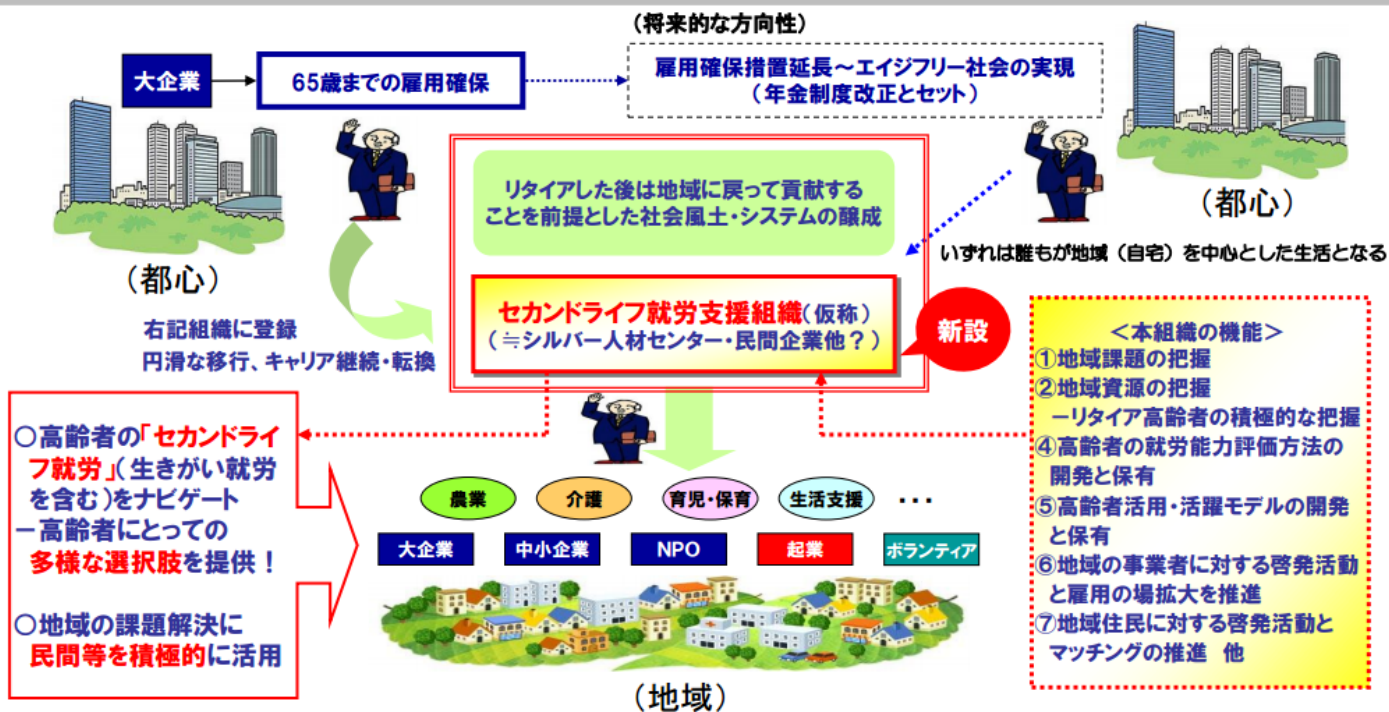 (将来的な方向性)
大企業
65歳までの雇用確保
雇用確保措置延長~エイジフリー社会の実現
(年金制度改正とセット)
(都心)
(都心)
リタイアした後は地域に戻って貢献する
ことを前提とした社会風土・システムの醸成
いずれは誰もが地域(自宅)を中心とした生活となる
右記組織に登録
円滑な移行、キャリア継続・転換
セカンドライフ就労支援組織(仮称)
(≒シルバー人材センター・民間企業他?)
新設
<本組織の機能>
①地域課題の把握
②地域資源の把握
−リタイア高齢者の積極的な把握
④高齢者の就労能力評価方法の
開発と保有
⑤高齢者活用・活躍モデルの開発
と保有
⑥地域の事業者に対する啓発活動
と雇用の場拡大を推進
⑦地域住民に対する啓発活動と
マッチングの推進 他
○高齢者の「セカンドライ
フ就労」(生きがい就労
を含む)をナビゲート
−高齢者にとっての
多様な選択肢を提供!
○地域の課題解決に
民間等を積極的に活用
農業 介護 育児・保育 生活支援 ・・・
大企業 中小企業 NPO 起業 ボランティア
(地域)